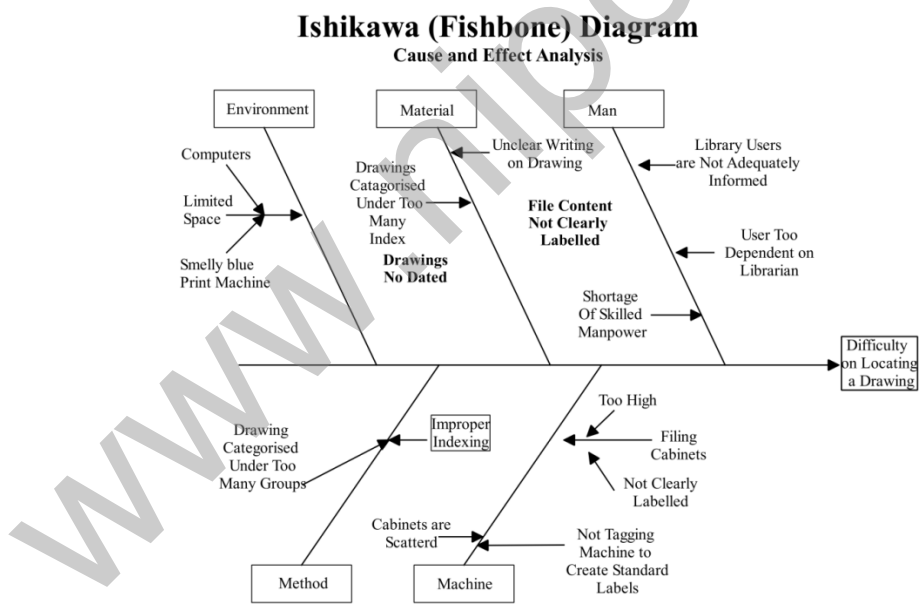 Ishikawa (Fishbone) Diagram
Cause and Effect Analysis
Environment
Material
Man
Computers
Limited
Space
Smelly blue
Print Machine
Unclear Writing
on Drawing
Drawings
Catagorised
Under Too
Many
Index
Drawings
No Dated
File Content
Not Clearly
Labelled
Library Users
are Not Adequately
Informed
User Too
Dependent on
Librarian
Shortage
Of Skilled
Manpower
Difficulty
on Locating
a Drawing
Drawing
Categorised
Under Too
Many Groups
Improper
Indexing
Too High
Filing
Cabinets
Not Clearly
Labelled
Cabinets are
Scatterd
Not Tagging
Machine to
Create Standard
Labels
Method
Machine
www.nipo